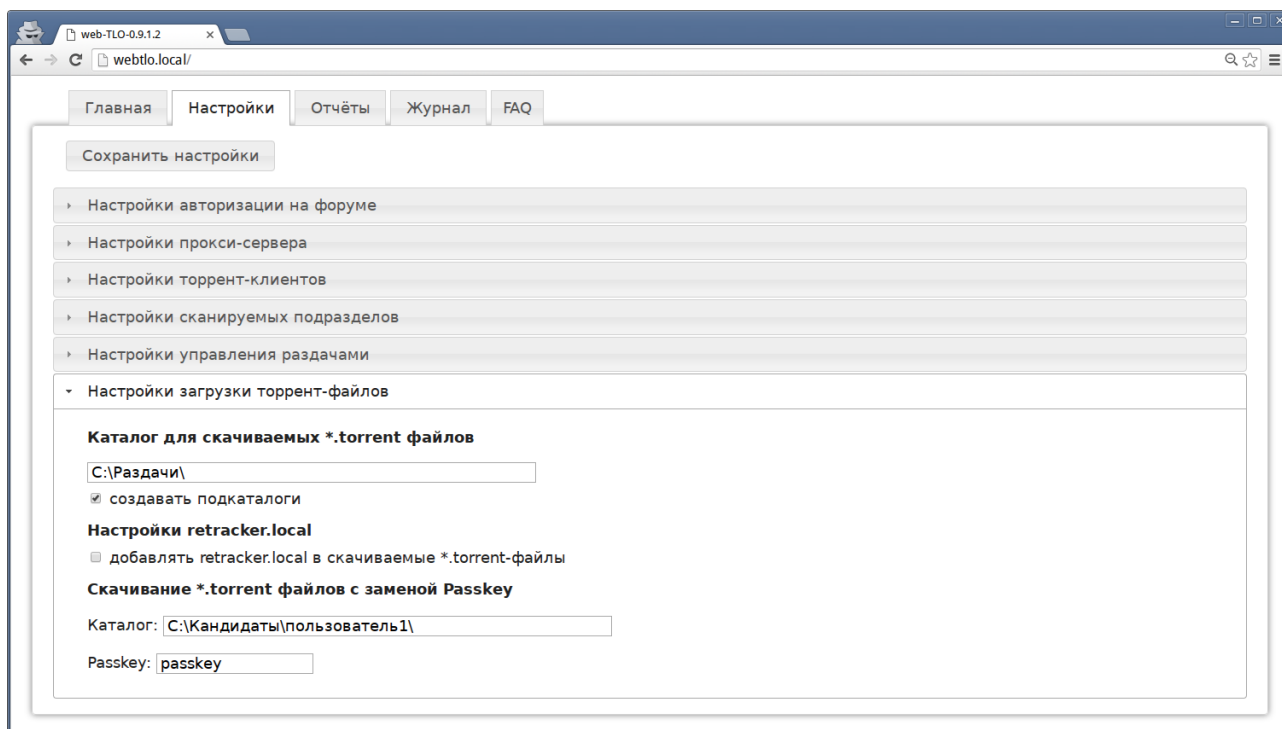 web-TLO-0.9.1.2
webtlo.local/
Главная Настройки Отчёты Журнал FAQ
Сохранить настройки
Настройки авторизации на форуме
Настройки прокси-сервера
Настройки торрент-клиентов
Настройки сканируемых подразделов
Настройки управления раздачами
Настройки загрузки торрент-файлов
Каталог для скачиваемых *.torrent файлов
C:\Раздачи\
создавать подкаталоги
Настройки retracker.local
добавлять retracker.local в скачиваемые *.torrent-файлы
Скачивание *.torrent файлов с заменой Passkey
Каталог: C:\Кандидаты\пользователь1\
Passkey: passkey